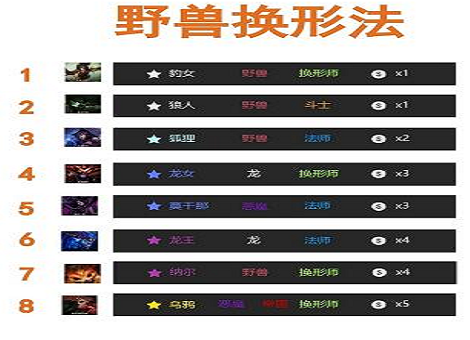 野兽换形法
1 豹女 野兽 换形师 x1
2 狼人 野兽 斗士 x1
3 狐狸 野兽 法师 x2
4 龙女 龙 换形师 x3
5 莫干那 恶魔 法师 x3
6 龙王 龙 法师 x4
7 纳尔 野兽 换形师 x4
8 乌鸦 恶魔 帝国 换形师 x5